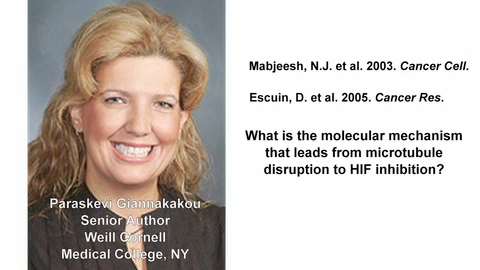 Paraskevi Giannakakou
Senior Author
Weill Cornell
Medical College, NY
Mabjeesh, N.J. et al. 2003. Cancer Cell.
Escuin, D. et al. 2005. Cancer Res.
What is the molecular mechanism
that leads from microtubule
disruption to HIF inhibition?